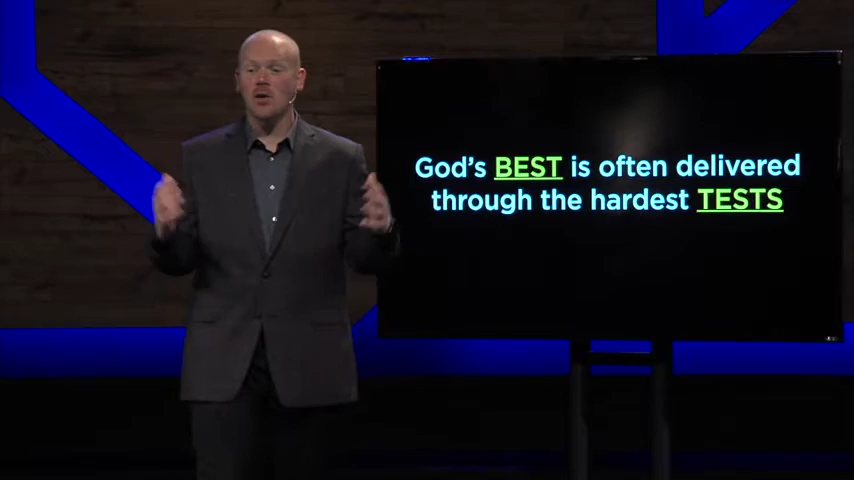 God's BEST is often delivered
through the hardest TESTS